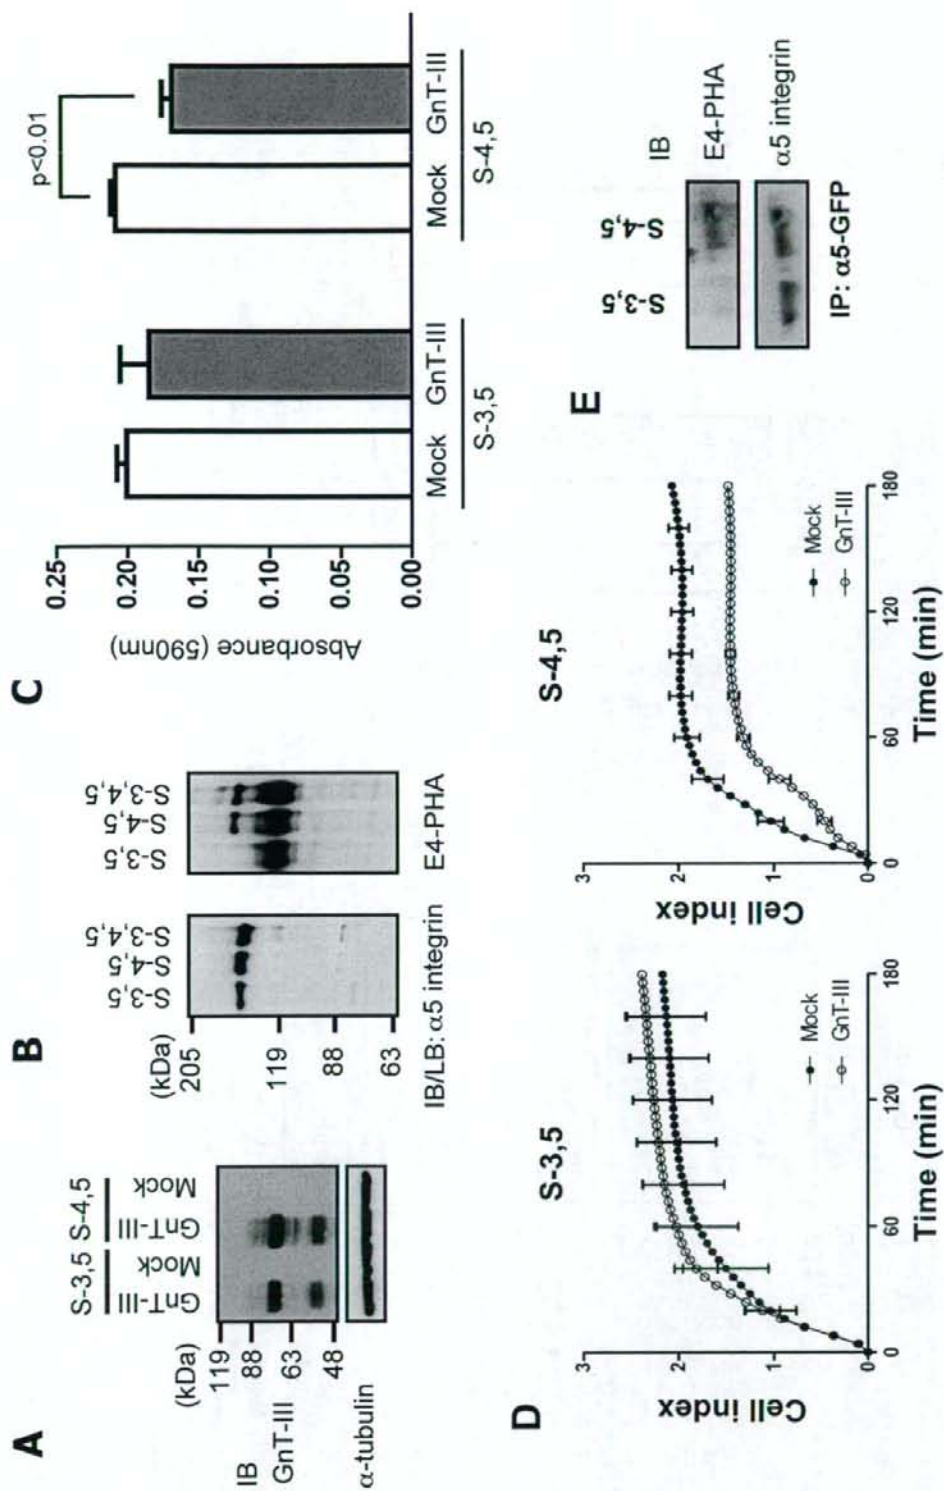 A
S-3,5 S-4,5
GnT-III
Mock
GnT-III
Mock
(kDa)
119
88
63
48
IB
GnT-III
α-tubulin
B
S-3,5
S-4,5
S-3,4,5
S-3,5
S-4,5
S-3,4,5
(kDa)
205
119
88
63
IB/LB: α5 integrin
E4-PHA
C
p<0.01
Absorbance (590nm)
0.25
0.20
0.15
0.10
0.05
0.00
Mock
GnT-III
Mock
GnT-III
S-3,5
S-4,5
D
S-3,5
Cell index
3
2
1
0
0
60
120
180
Time (min)
Mock
GnT-III
S-4,5
Cell index
3
2
1
0
0
60
120
180
Time (min)
Mock
GnT-III
E
S-3,5
S-4,5
IB
E4-PHA
α5 integrin
IP: α5-GFP